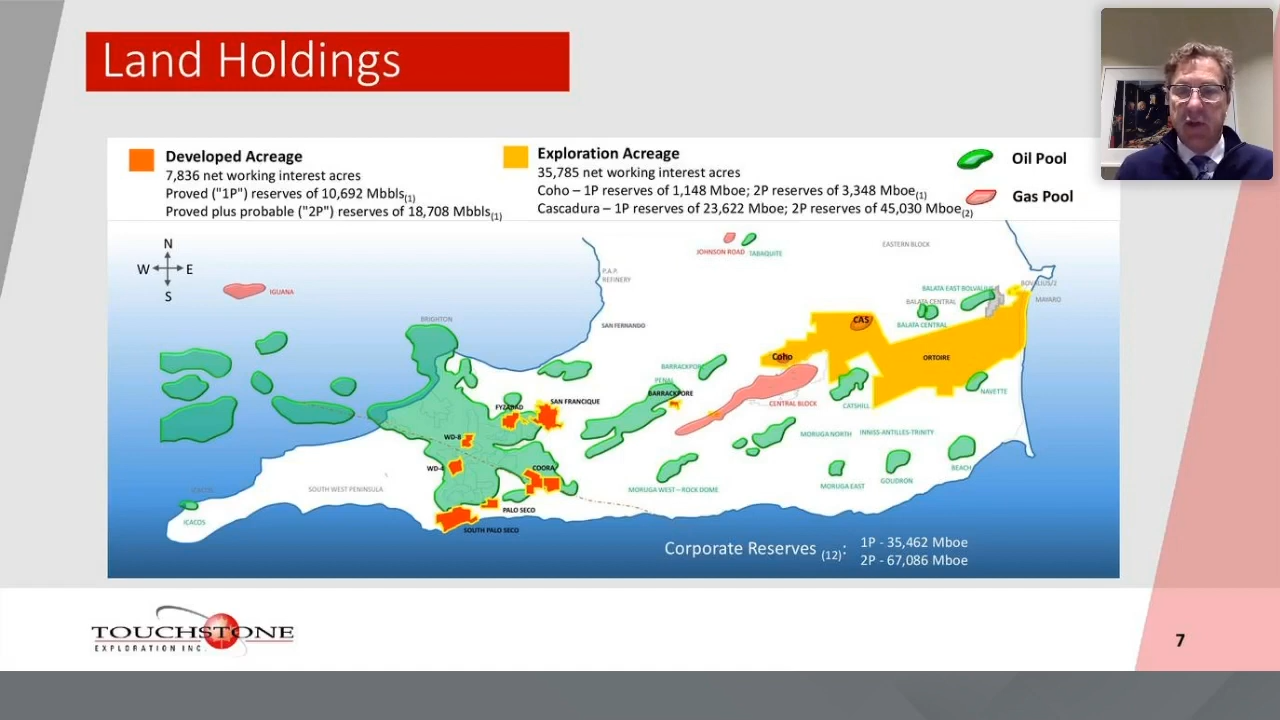 Land Holdings
Developed Acreage
7,836 net working interest acres
Proved ("1P") reserves of 10,692 Mbbls(1)
Proved plus probable ("2P") reserves of 18,708 Mbbls(1)
Exploration Acreage
35,785 net working interest acres
Coho – 1P reserves of 1,148 Mboe; 2P reserves of 3,348 Mboe(1)
Cascadura – 1P reserves of 23,622 Mboe; 2P reserves of 45,030 Mboe(2)
Oil Pool
Gas Pool
N
W E
S
IGUANA
BRIGHTON
P.A.P.
REFINERY
SAN FERNANDO
JOHNSON ROAD
TABAQUITE
EASTERN BLOCK
BALATA EAST
BALATA CENTRAL
BALATA CENTRAL
MAYARO
CAS
Coho
ORTOIRE
NAVETTE
BARRACKPORE
PENAL
BARRACKPORE
CENTRAL BLOCK
CATSHILL
FYZABAD
SAN FRANCIQUE
WD-8
WD-4
COORA
MORUGA NORTH
INNISS-ANTILLES-TRINITY
BEACH
GOUDRON
MORUGA EAST
MORUGA WEST – ROCK DOME
SOUTH WEST PENINSULA
ICACOS
ICACOS
PALO SECO
SOUTH PALO SECO
Corporate Reserves (12):
1P - 35,462 Mboe
2P - 67,086 Mboe
TOUCHSTONE
EXPLORATION INC.
7